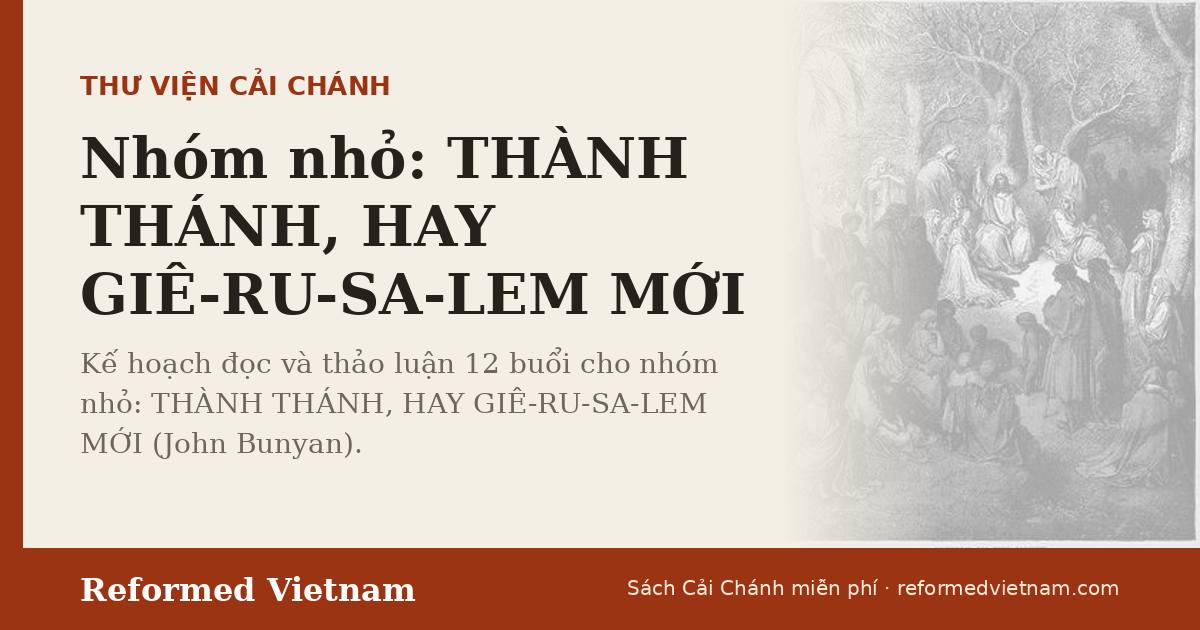 THƯ VIỆN CẢI CHÁNH
Nhóm nhỏ: THÀNH
THÁNH, HAY
GIÊ-RU-SA-LEM MỚI
Kế hoạch đọc và thảo luận 12 buổi cho nhóm
nhỏ: THÀNH THÁNH, HAY GIÊ-RU-SA-LEM
MỚI (John Bunyan).
Reformed Vietnam
Sách Cải Chánh miễn phí · reformedvietnam.com